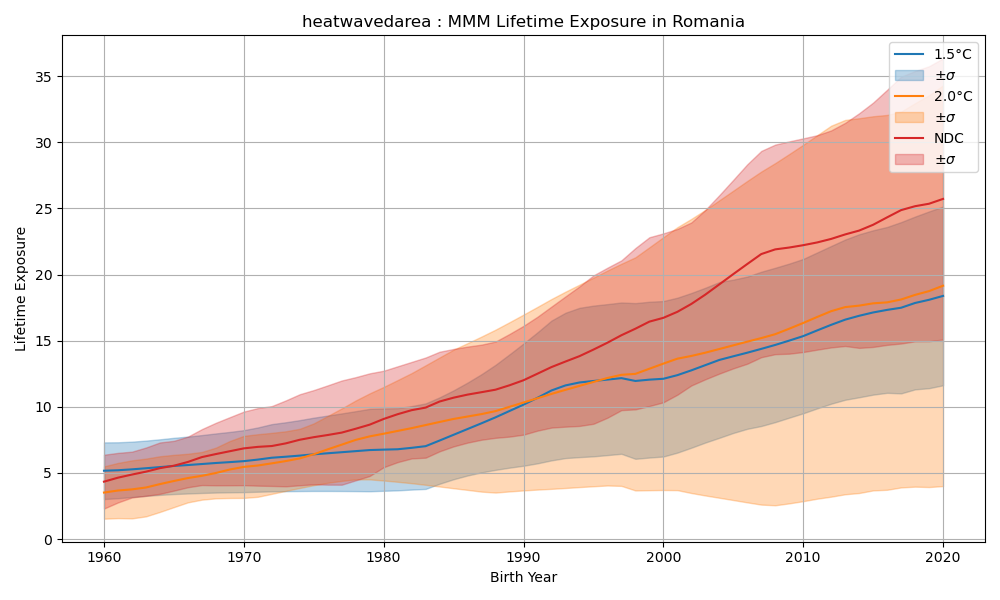 heatwavedarea : MMM Lifetime Exposure in Romania
Lifetime Exposure
35
30
25
20
15
10
5
0
1960 1970 1980 1990 2000 2010 2020
Birth Year
1.5°C
±σ
2.0°C
±σ
NDC
±σ